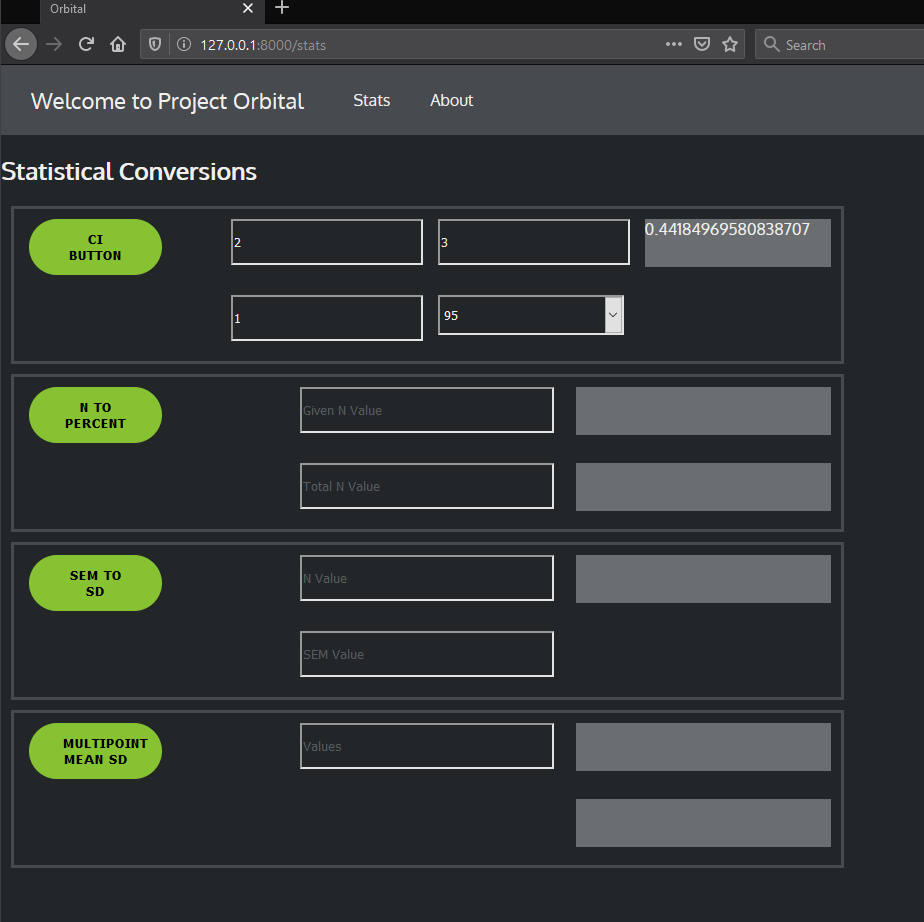 Orbital
127.0.0.1:8000/stats
Search
Welcome to Project Orbital Stats About
Statistical Conversions
CI
BUTTON
2
3
0.44184969580838707
1
95
N TO
PERCENT
Given N Value
Total N Value
SEM TO
SD
N Value
SEM Value
MULTIPOINT
MEAN SD
Values